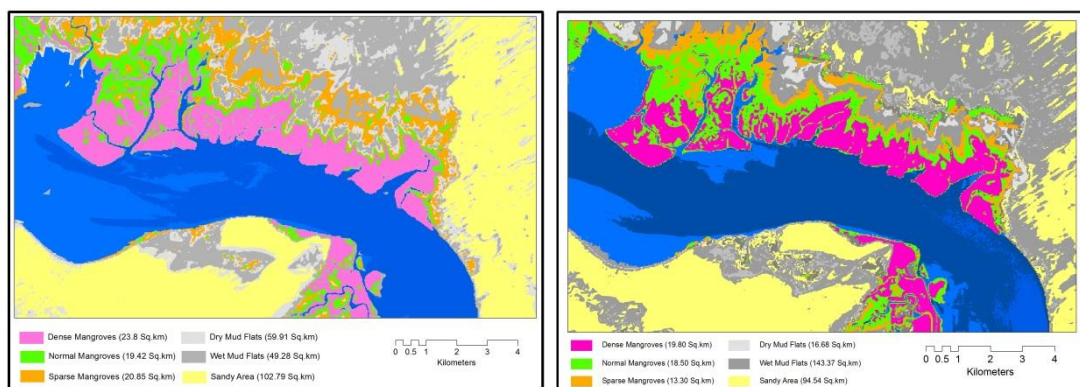 Dense Mangroves (23.8 Sq.km)
Normal Mangroves (19.42 Sq.km)
Sparse Mangroves (20.85 Sq.km)
Dry Mud Flats (59.91 Sq.km)
Wet Mud Flats (49.28 Sq.km)
Sandy Area (102.79 Sq.km)
0 0.5 1 2 3 4
Kilometers
Dense Mangroves (19.80 Sq.km)
Normal Mangroves (18.50 Sq.km)
Sparse Mangroves (13.30 Sq.km)
Dry Mud Flats (16.68 Sq.km)
Wet Mud Flats (143.37 Sq.km)
Sandy Area (94.54 Sq.km)
0 0.5 1 2 3 4
Kilometers